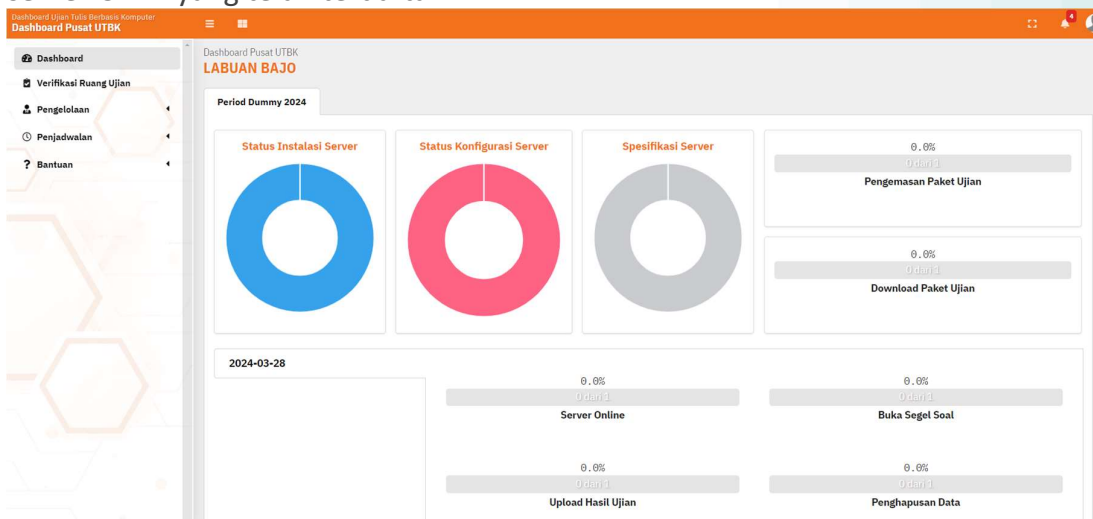 Dashboard Ujian Tulis Berbasis Komputer
Dashboard Pusat UTBK
4
Dashboard
Verifikasi Ruang Ujian
Pengelolaan
Penjadwalan
Bantuan
Dashboard Pusat UTBK
LABUAN BAJO
Period Dummy 2024
Status Instalasi Server
Status Konfigurasi Server
Spesifikasi Server
0.0%
0 dari 1
Pengemasan Paket Ujian
0.0%
0 dari 1
Download Paket Ujian
2024-03-28
0.0%
0 dari 1
Server Online
0.0%
0 dari 1
Buka Segel Soal
0.0%
0 dari 1
Upload Hasil Ujian
0.0%
0 dari 1
Penghapusan Data